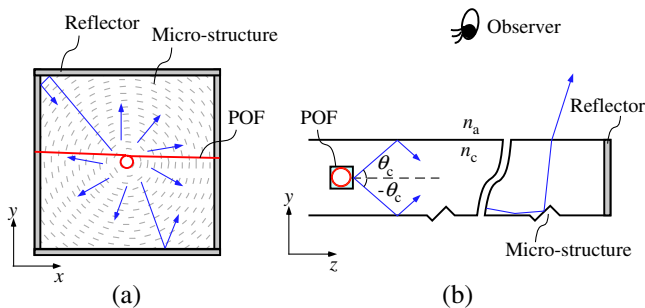 Reflector
Micro-structure
POF
y
x
(a)
Observer
POF
n_a
n_c
θ_c
-θ_c
Reflector
Micro-structure
y
z
(b)